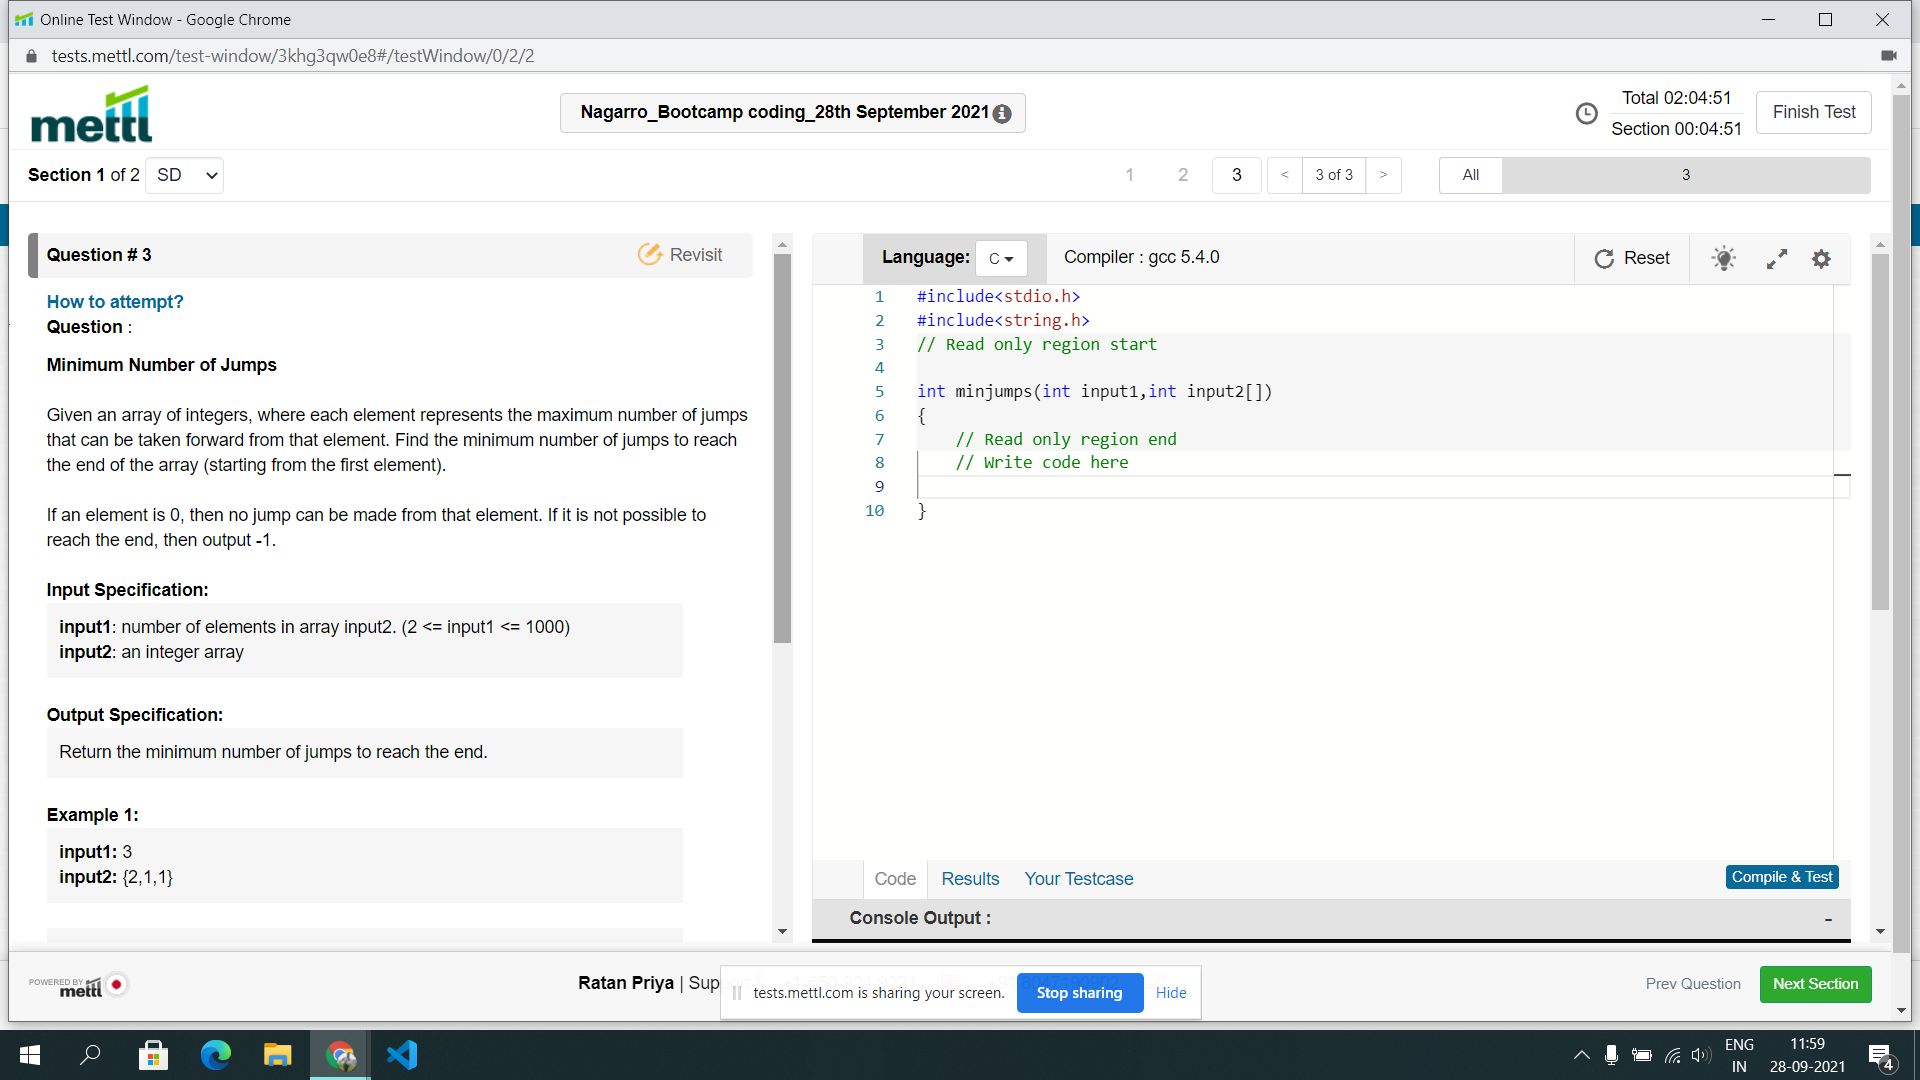 Online Test Window - Google Chrome
tests.mettl.com/test-window/3khg3qw0e8#/testWindow/0/2/2
mettl
Nagarro_Bootcamp coding_28th September 2021
Total 02:04:51
Section 00:04:51
Finish Test
Section 1 of 2 SD
1 2 3 < 3 of 3 > All 3
Question # 3
Revisit
How to attempt?
Question :
Minimum Number of Jumps
Given an array of integers, where each element represents the maximum number of jumps
that can be taken forward from that element. Find the minimum number of jumps to reach
the end of the array (starting from the first element).
If an element is 0, then no jump can be made from that element. If it is not possible to
reach the end, then output -1.
Input Specification:
input1: number of elements in array input2. (2 <= input1 <= 1000)
input2: an integer array
Output Specification:
Return the minimum number of jumps to reach the end.
Example 1:
input1: 3
input2: {2,1,1}
Language: C
Compiler : gcc 5.4.0
Reset
1 #include<stdio.h>
2 #include<string.h>
3 // Read only region start
4
5 int minjumps(int input1,int input2[])
6 {
7 // Read only region end
8 // Write code here
9
10 }
Code Results Your Testcase
Compile & Test
Console Output :
-
POWERED BY mettl
Ratan Priya | Sup
tests.mettl.com is sharing your screen. Stop sharing Hide
Prev Question
Next Section
ENG
IN
11:59
28-09-2021
4